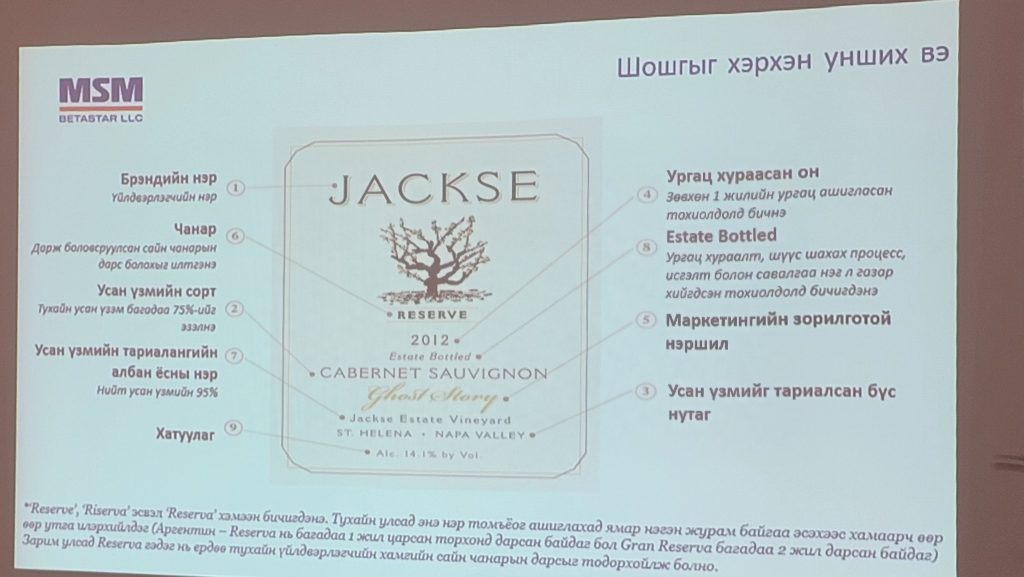 Шошгыг хэрхэн унших вэ
MSM
BETASTAR LLC
Брэндийн нэр
Үйлдвэрлэгчийн нэр
1
Чанар
Дарж боловсруулсан сайн чанарын
дарс болохыг илтгэнэ
6
Усан үзмийн сорт
Тухайн усан үзэм багадаа 75%-ийг
эзэлнэ
2
Усан үзмийн тариалангийн
албан ёсны нэр
Нийт усан үзмийн 95%
7
Хатуулаг
9
JACKSE
RESERVE
2012
Estate Bottled
CABERNET SAUVIGNON
Ghost Story
Jackse Estate Vineyard
ST. HELENA • NAPA VALLEY
Alc. 14.1% by Vol.
4
Ургац хураасан он
Зөвхөн 1 жилийн ургац ашигласан
тохиолдолд бичнэ
8
Estate Bottled
Ургац хураалт, шүүс шахах процесс,
исгэлт болон савалгаа нэг л газар
хийгдсэн тохиолдолд бичигдэнэ
5
Маркетингийн зорилготой
нэршил
3
Усан үзмийг тариалсан бүс
нутаг
*'Reserve', 'Riserva' эсвэл 'Reserva' хэмээн бичигдэнэ. Тухайн улсад энэ нэр томьёог ашиглахад ямар нэгэн журам байгаа эсэхээс хамаарч өөр
өөр утга илэрхийлдэг (Аргентин – Reserva нь багадаа 1 жил царсан торхонд дарсан байдаг бол Gran Reserva багадаа 2 жил дарсан байдаг)
Зарим улсад Reserva гэдэг нь ердөө тухайн үйлдвэрлэгчийн хамгийн сайн чанарын дарсыг тодорхойлж болно.